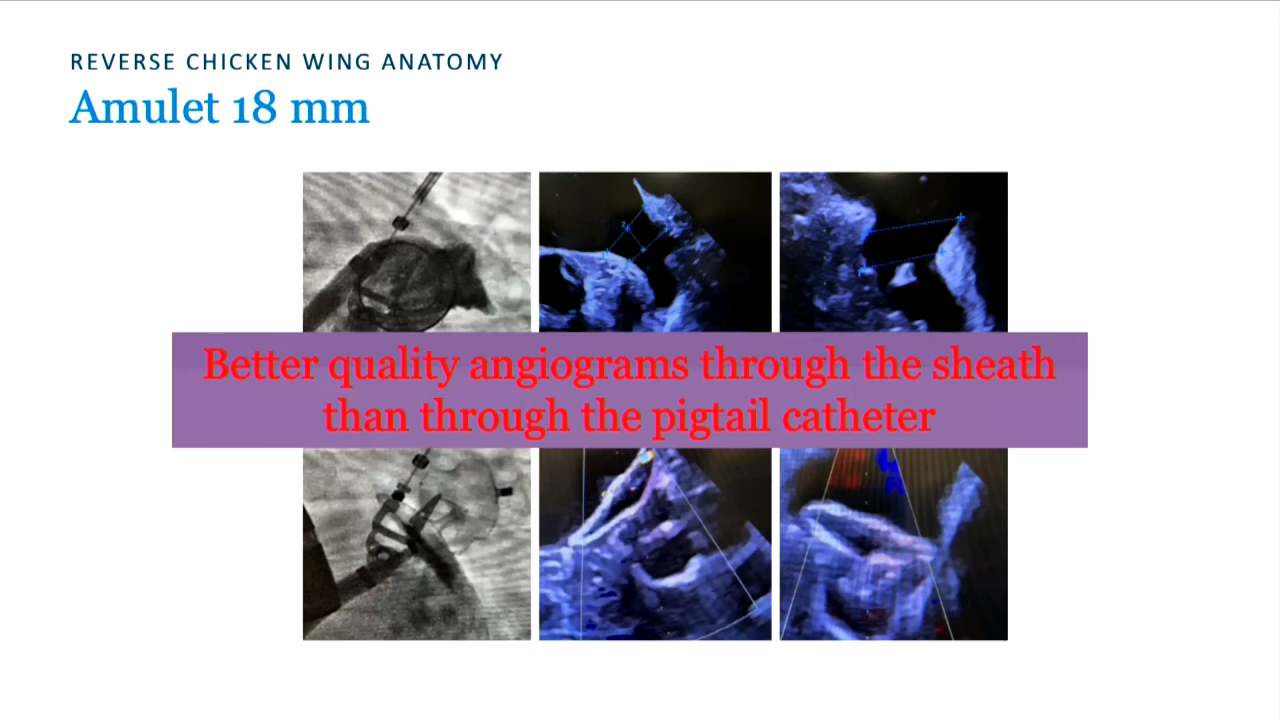 REVERSE CHICKEN WING ANATOMY
Amulet 18 mm
Better quality angiograms through the sheath
than through the pigtail catheter